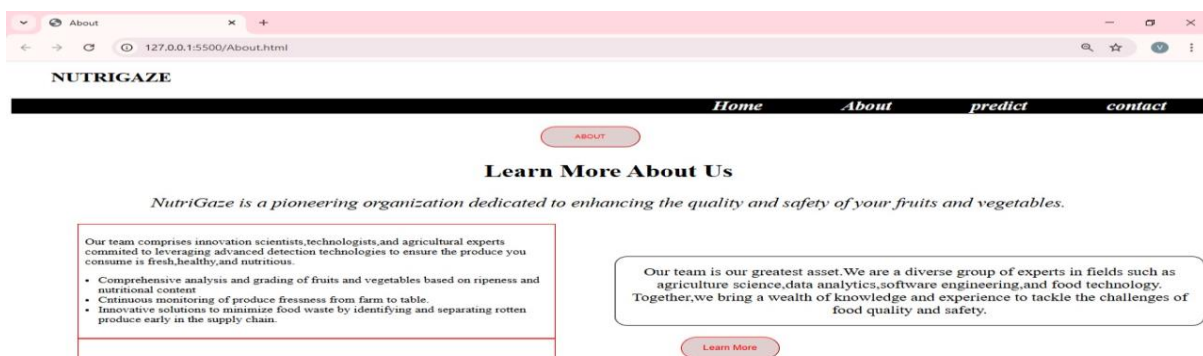 About
127.0.0.1:5500/About.html
V
NUTRIGAZE
Home About predict contact
ABOUT
Learn More About Us
NutriGaze is a pioneering organization dedicated to enhancing the quality and safety of your fruits and vegetables.
Our team comprises innovation scientists,technologists,and agricultural experts
commited to leveraging advanced detection technologies to ensure the produce you
consume is fresh,healthy,and nutritious.
• Comprehensive analysis and grading of fruits and vegetables based on ripeness and
nutritional content
• Cntinuous monitoring of produce fressness from farm to table.
• Innovative solutions to minimize food waste by identifying and separating rotten
produce early in the supply chain.
Our team is our greatest asset.We are a diverse group of experts in fields such as
agriculture science,data analytics,software engineering,and food technology.
Together,we bring a wealth of knowledge and experience to tackle the challenges of
food quality and safety.
Learn More